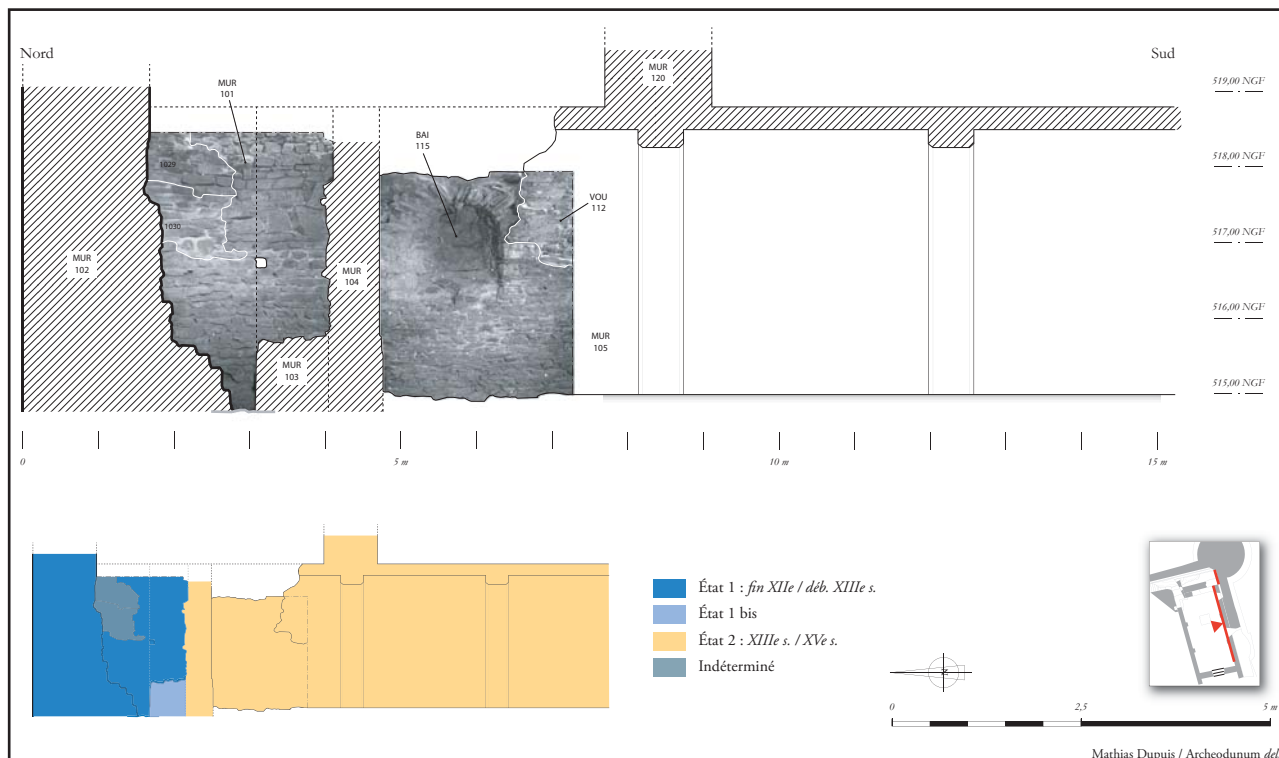 Nord
Sud
MUR
120
519,00 NGF
MUR
101
BAI
115
518,00 NGF
1029
VOU
112
1030
517,00 NGF
MUR
102
MUR
104
516,00 NGF
MUR
105
MUR
103
515,00 NGF
0
5 m
10 m
15 m
État 1 : fin XIIe / déb. XIIIe s.
État 1 bis
État 2 : XIIIe s. / XVe s.
Indéterminé
N
0
2,5
5 m
Mathias Dupuis / Archeodunum del.